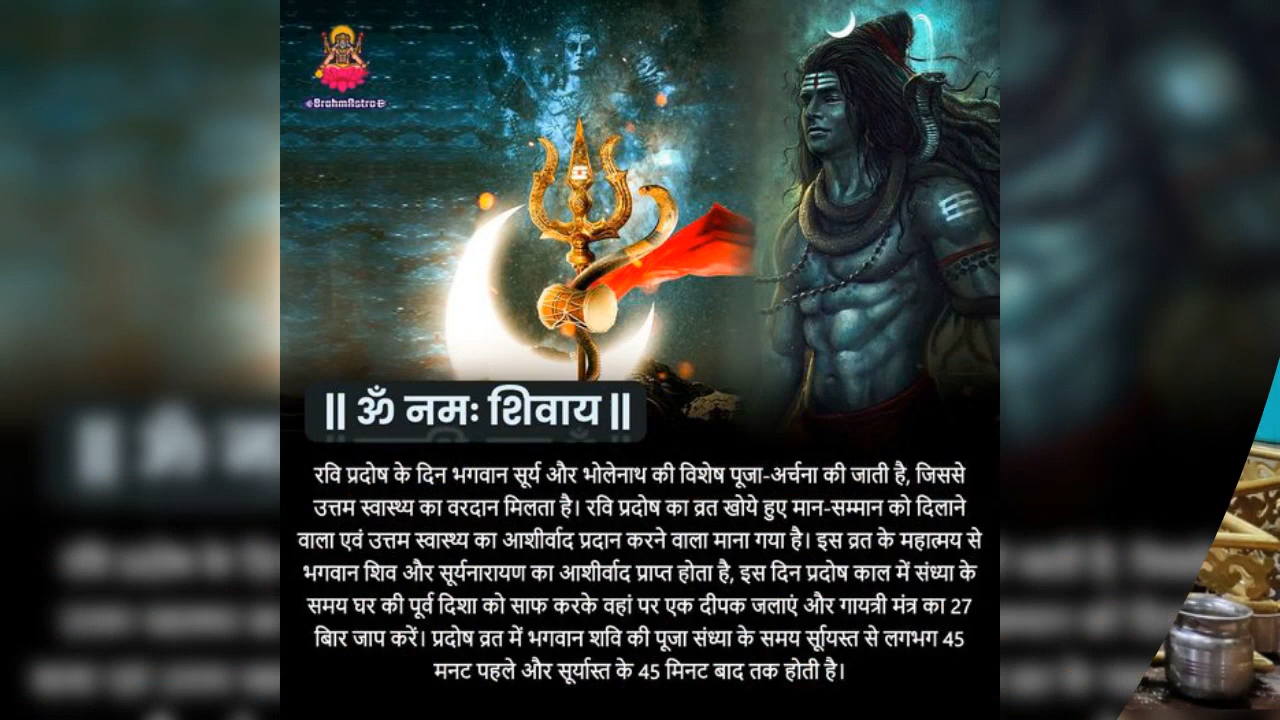 BrahmAstro
|| ॐ नमः शिवाय ||
रवि प्रदोष के दिन भगवान सूर्य और भोलेनाथ की विशेष पूजा-अर्चना की जाती है, जिससे
उत्तम स्वास्थ्य का वरदान मिलता है। रवि प्रदोष का व्रत खोये हुए मान-सम्मान को दिलाने
वाला एवं उत्तम स्वास्थ्य का आशीर्वाद प्रदान करने वाला माना गया है। इस व्रत के महात्मय से
भगवान शिव और सूर्यनारायण का आशीर्वाद प्राप्त होता है, इस दिन प्रदोष काल में संध्या के
समय घर की पूर्व दिशा को साफ करके वहां पर एक दीपक जलाएं और गायत्री मंत्र का 27
बिार जाप करें। प्रदोष व्रत में भगवान शवि की पूजा संध्या के समय सूा्यस्त से लगभग 45
मनट पहले और सूर्यास्त के 45 मिनट बाद तक होती है।